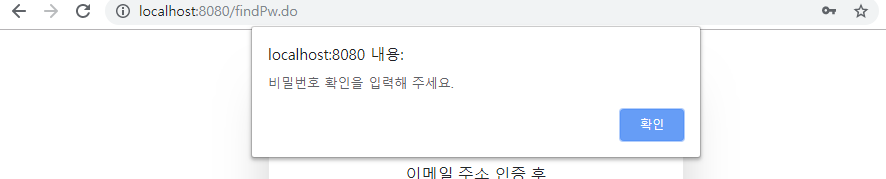 localhost:8080/findPw.do
localhost:8080 내용:
비밀번호 확인을 입력해 주세요.
확인
이메일 주소 인증 후